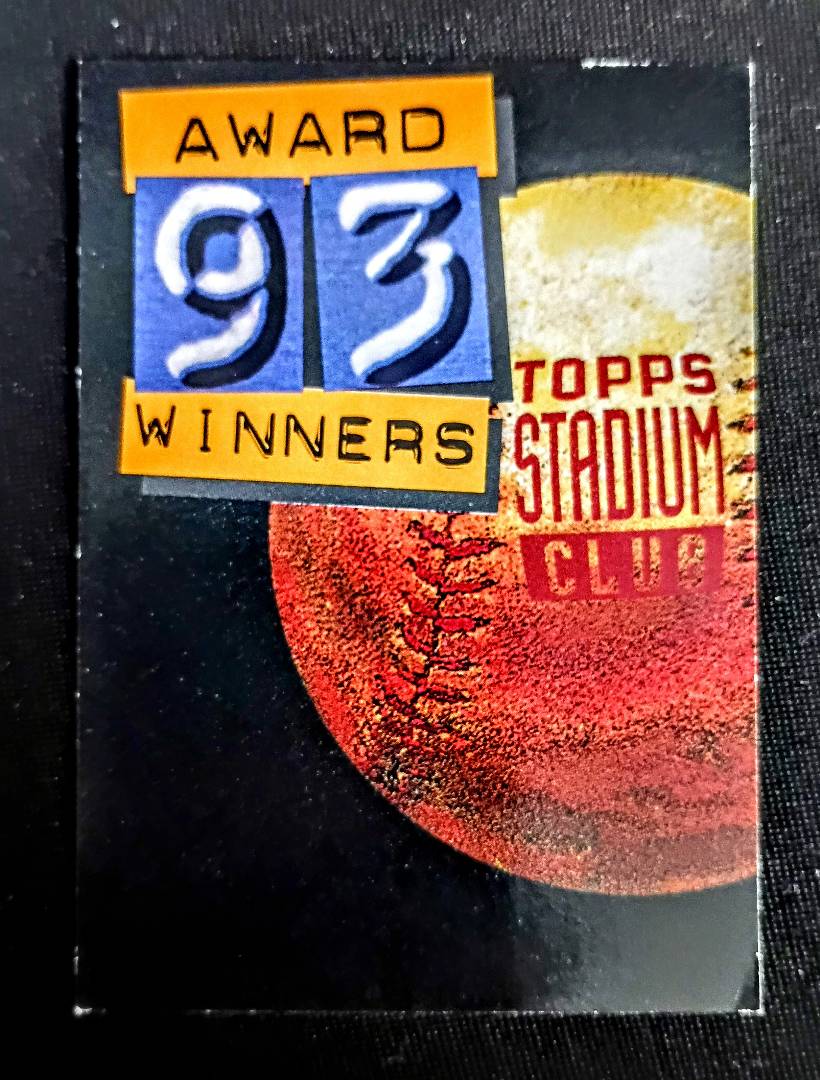 AWARD
93
WINNERS
TOPPS
STADIUM
CLUB